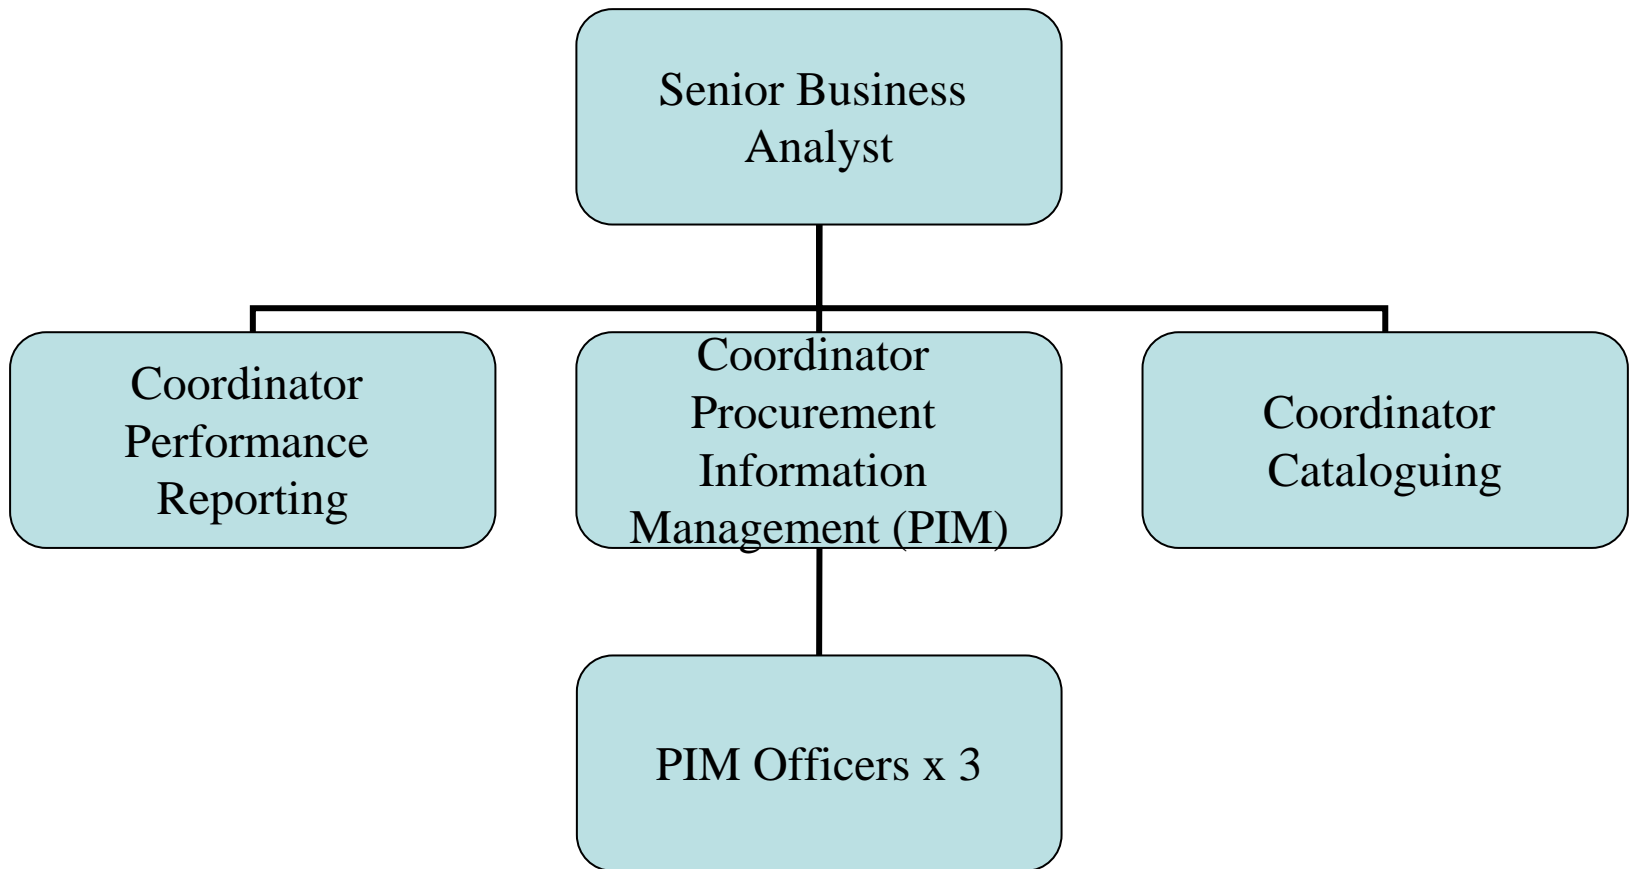 Senior Business
Analyst
Coordinator
Performance
Reporting
Coordinator
Procurement
Information
Management (PIM)
Coordinator
Cataloguing
PIM Officers x 3